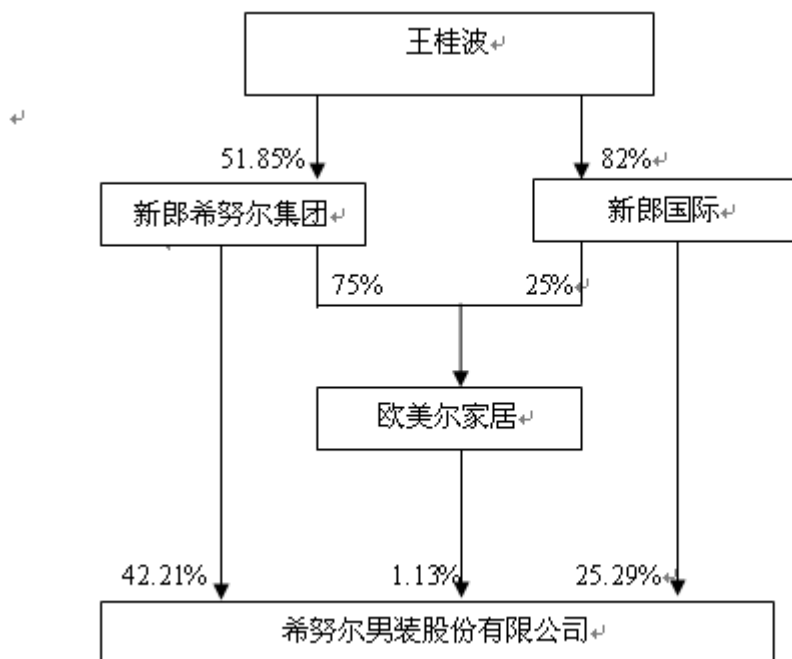 王桂波
51.85%
82%
新郎希努尔集团
新郎国际
75%
25%
欧美尔家居
42.21%
1.13%
25.29%
希努尔男装股份有限公司